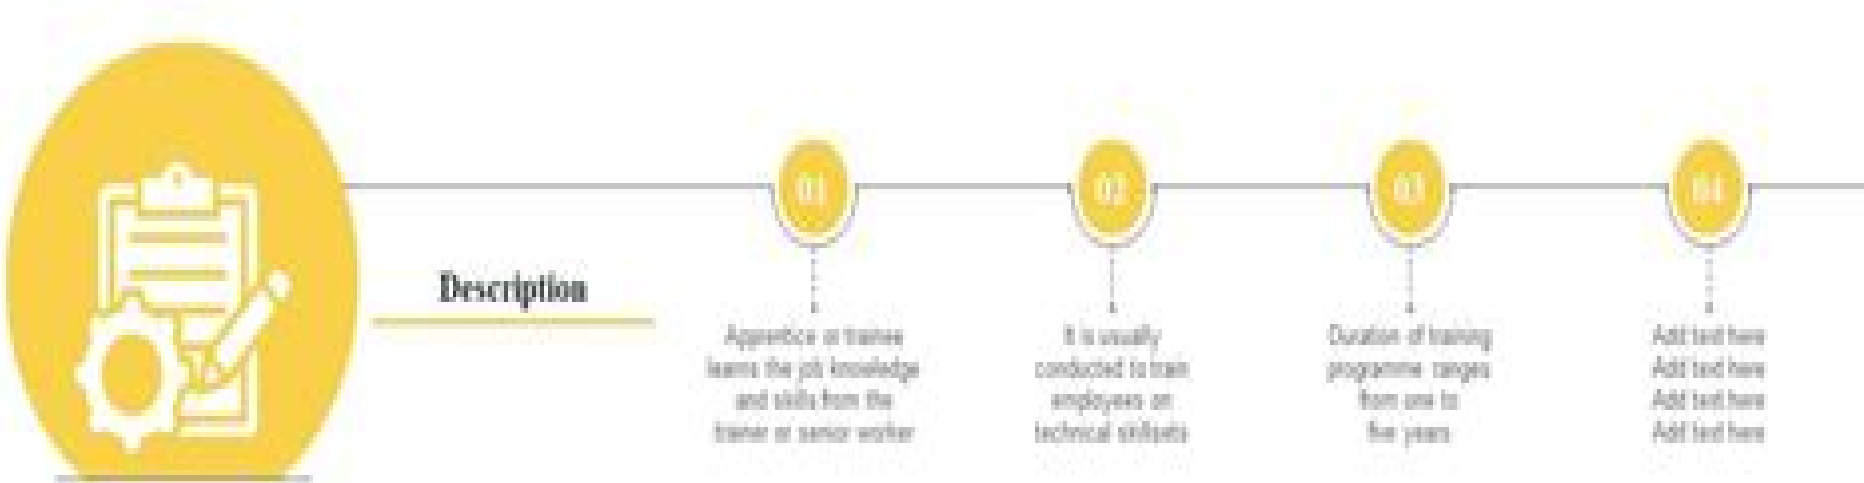 Description
01
Apprentice or trainee
learns the job knowledge
and skills from the
trainer or senior worker
02
It is usually
conducted to train
employees on
technical skillsets
03
Duration of training
programme ranges
from one to
five years
04
Add text here
Add text here
Add text here
Add text here